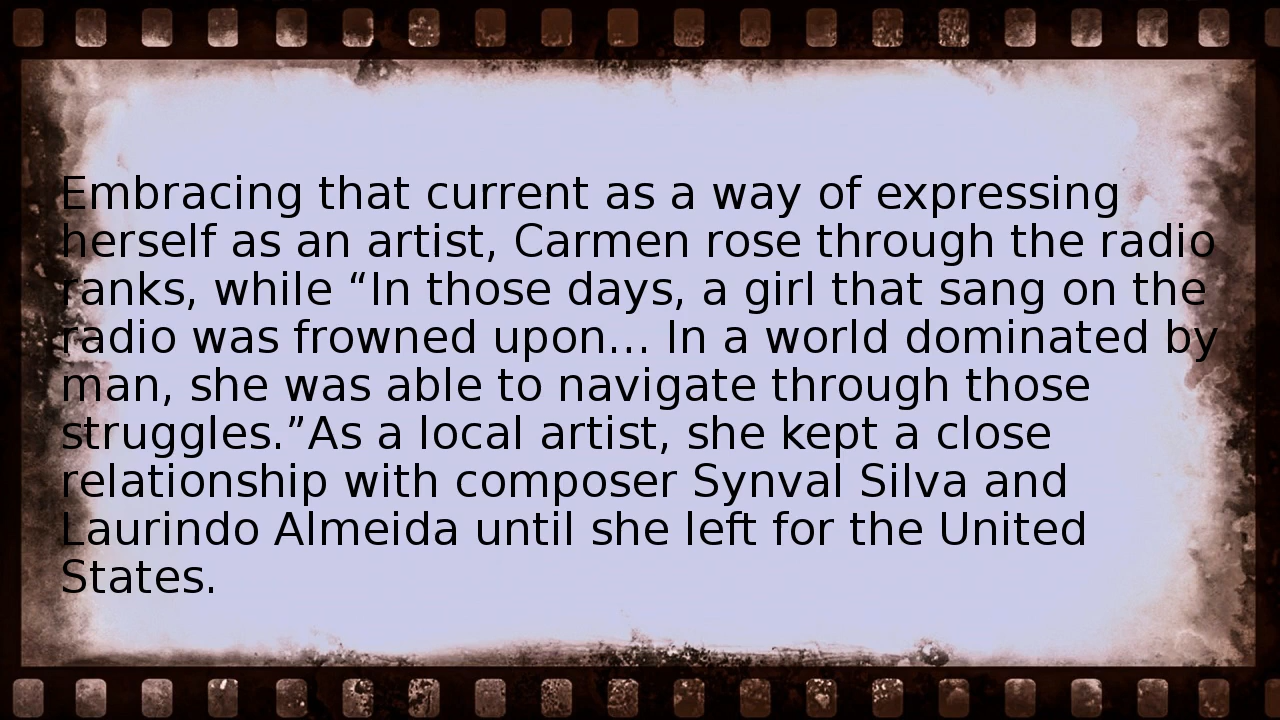 Embracing that current as a way of expressing
herself as an artist, Carmen rose through the radio
ranks, while “In those days, a girl that sang on the
radio was frowned upon… In a world dominated by
man, she was able to navigate through those
struggles.”As a local artist, she kept a close
relationship with composer Synval Silva and
Laurindo Almeida until she left for the United
States.